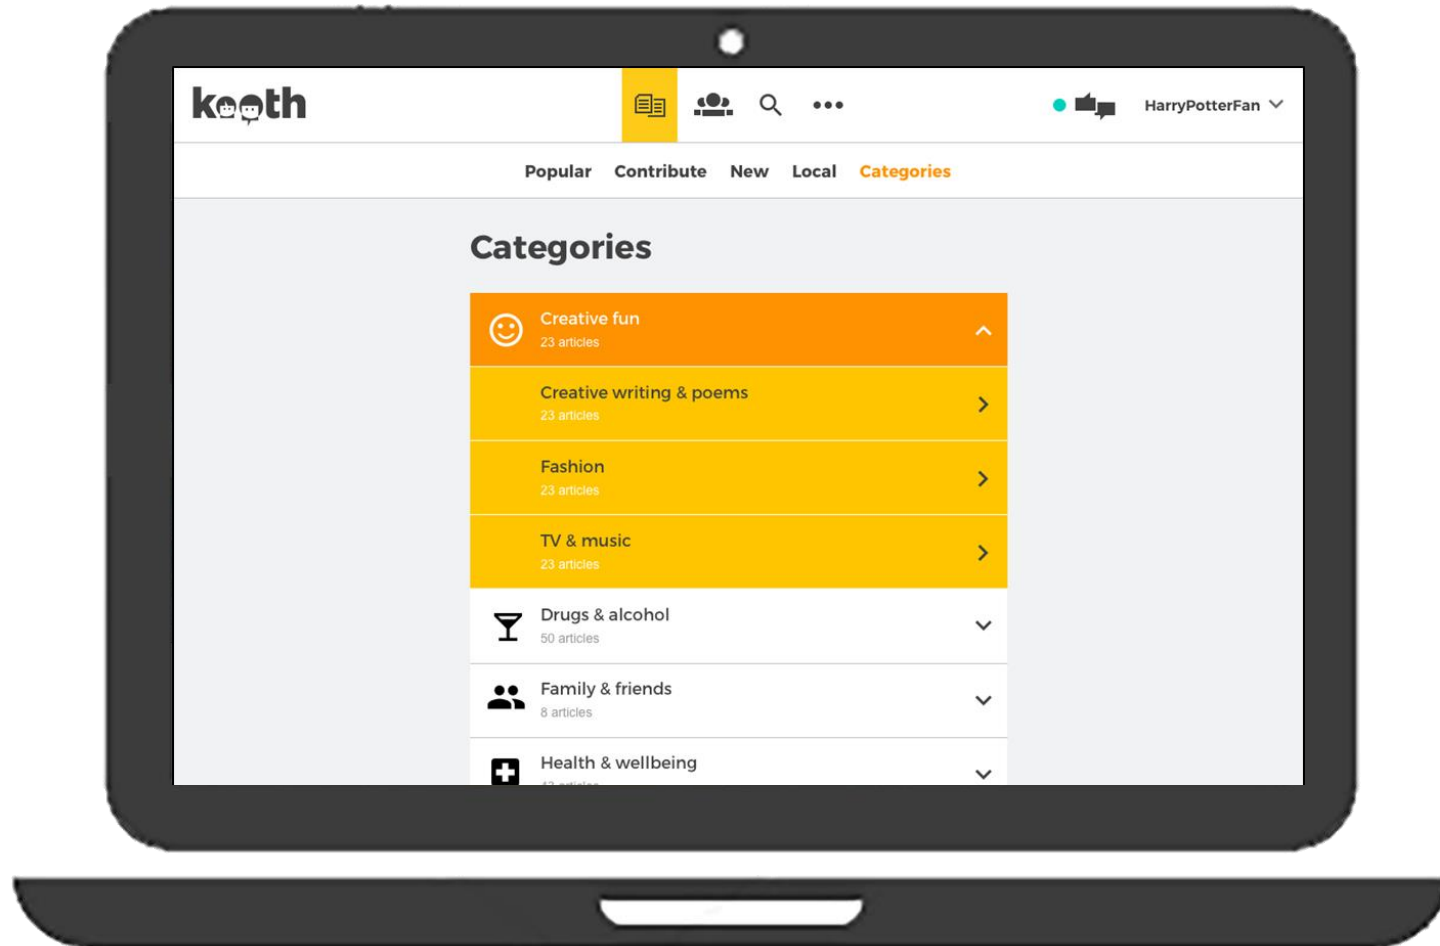 kooth
HarryPotterFan
Popular Contribute New Local Categories
Categories
Creative fun
23 articles
Creative writing & poems
23 articles
Fashion
23 articles
TV & music
23 articles
Drugs & alcohol
50 articles
Family & friends
8 articles
Health & wellbeing